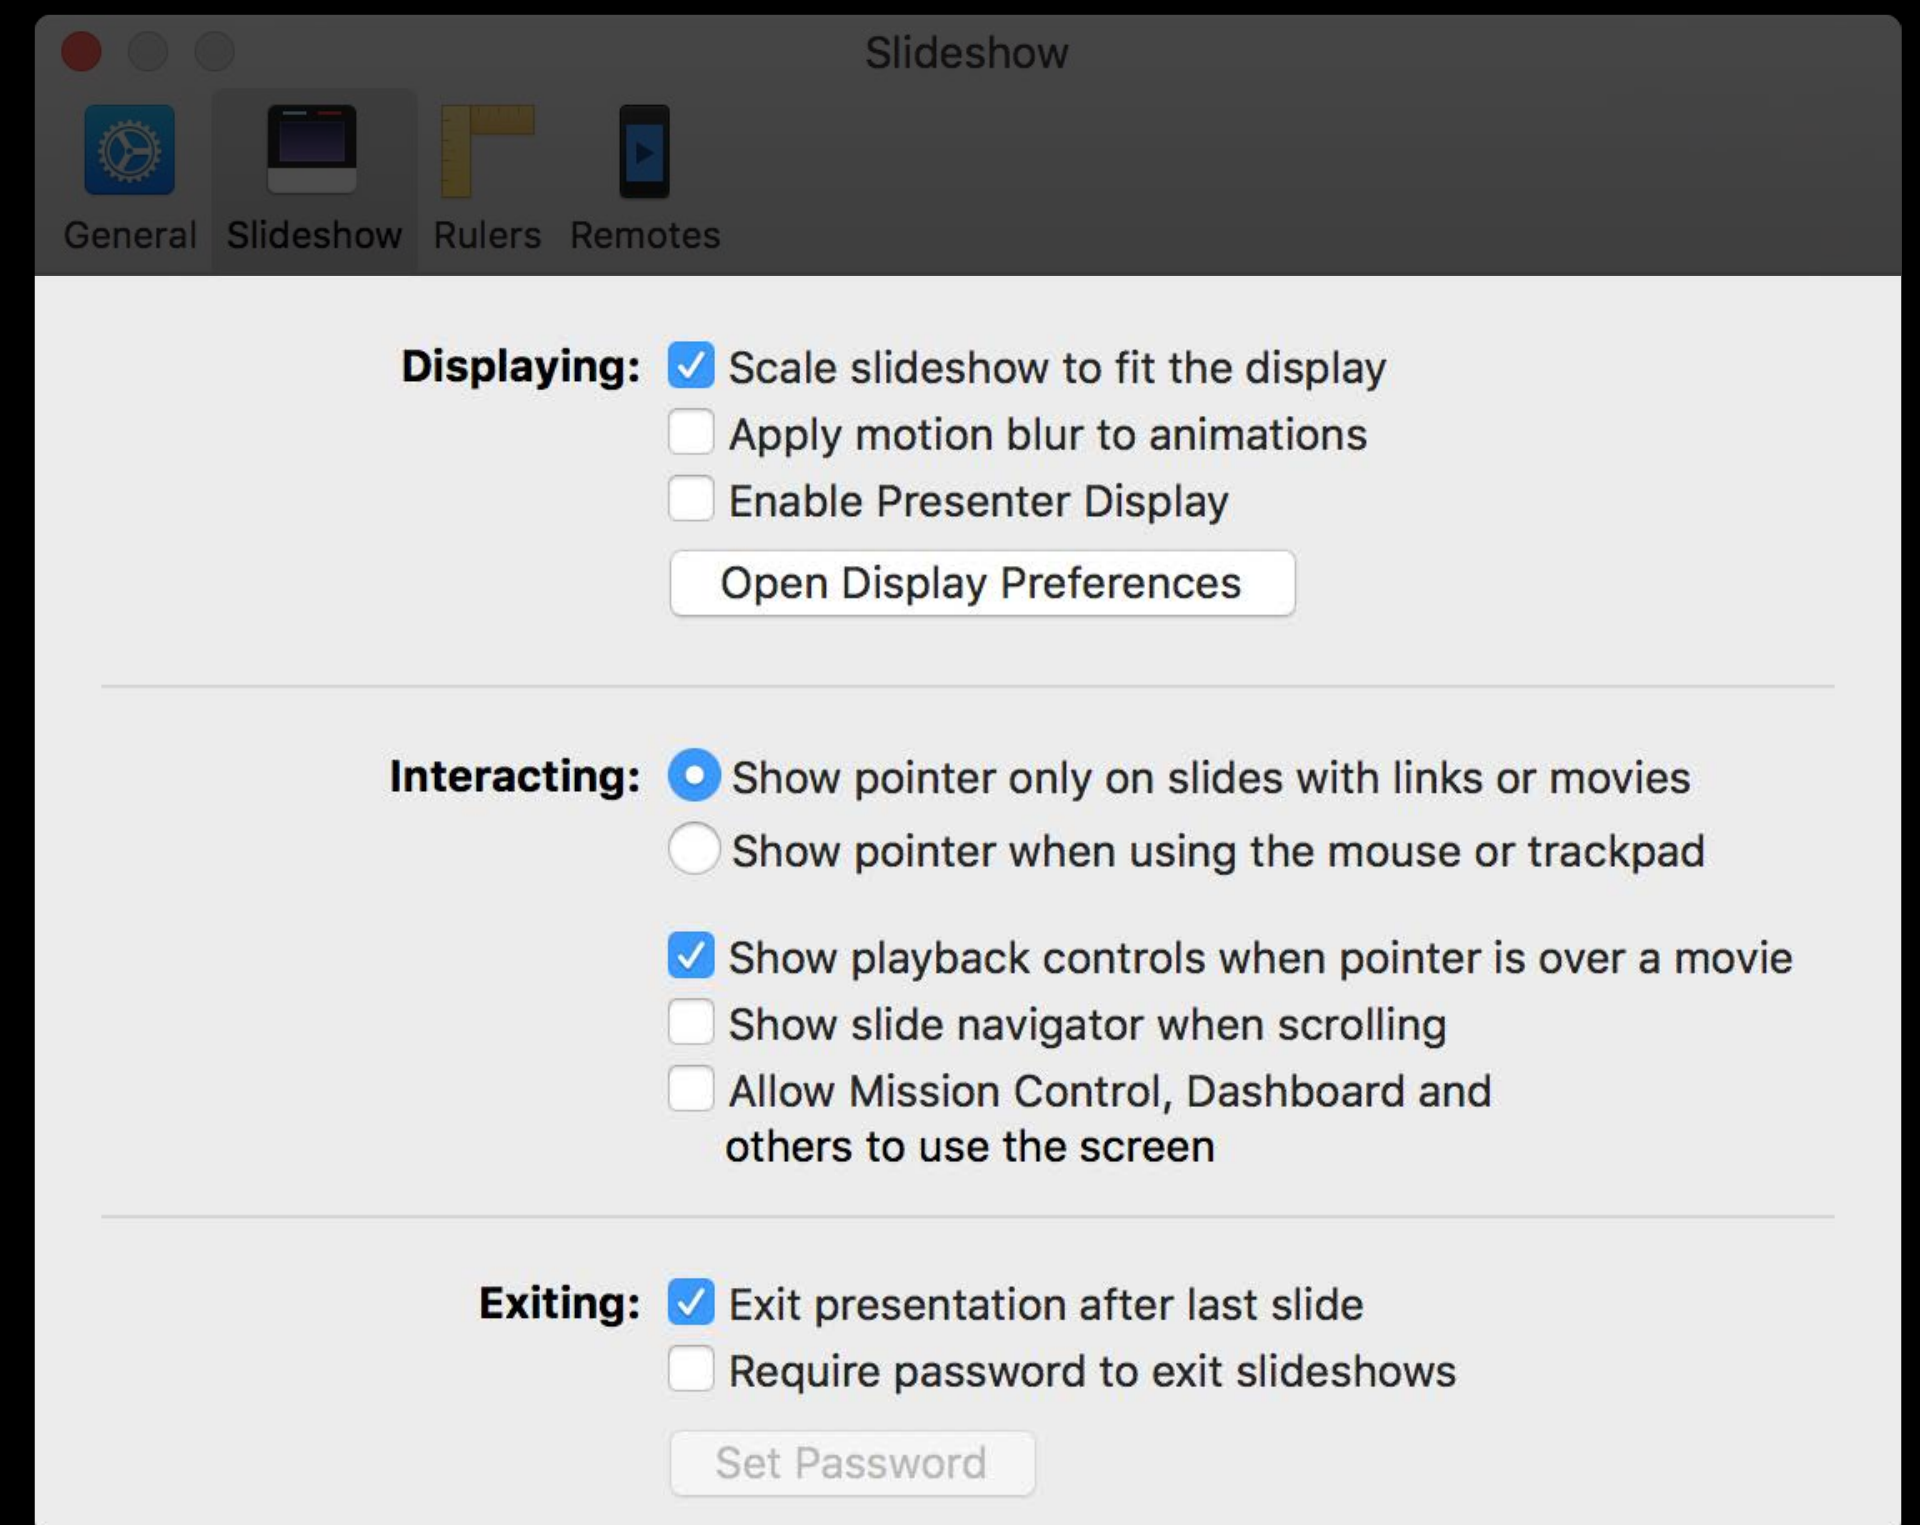 Slideshow
General Slideshow Rulers Remotes
Displaying: Scale slideshow to fit the display
Apply motion blur to animations
Enable Presenter Display
Open Display Preferences
Interacting: Show pointer only on slides with links or movies
Show pointer when using the mouse or trackpad
Show playback controls when pointer is over a movie
Show slide navigator when scrolling
Allow Mission Control, Dashboard and
others to use the screen
Exiting: Exit presentation after last slide
Require password to exit slideshows
Set Password